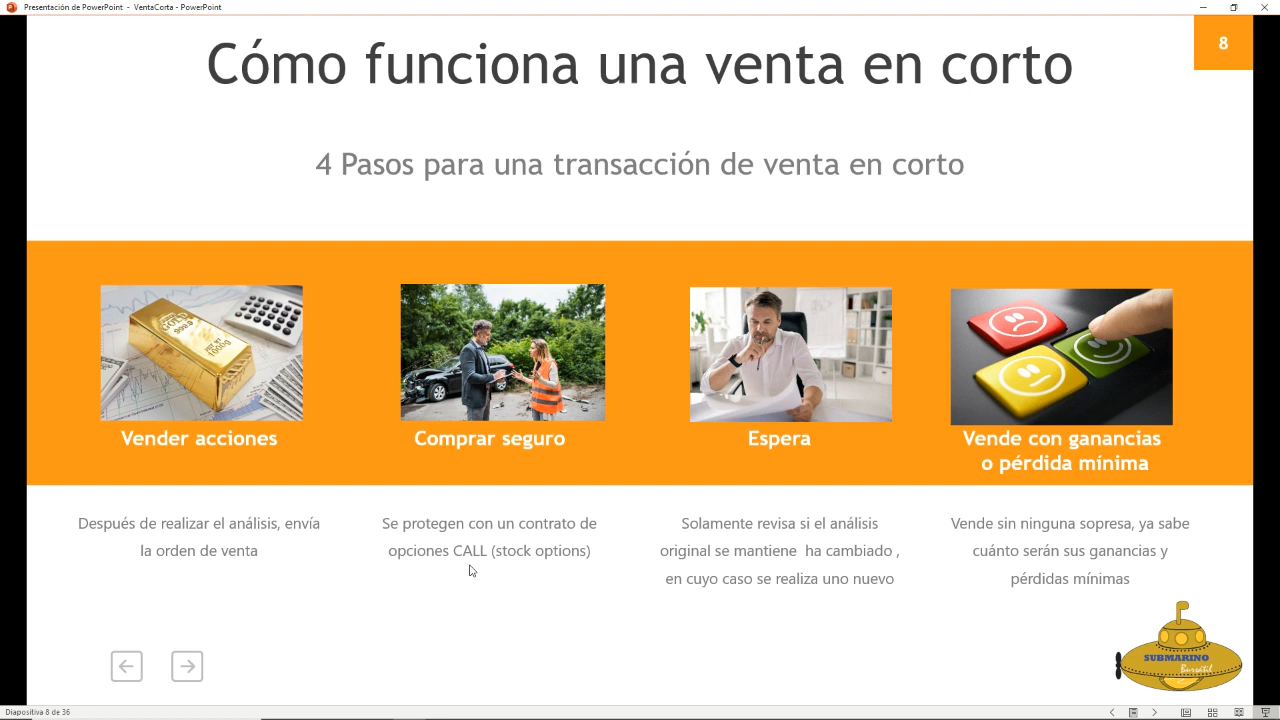 Presentación de PowerPoint - VentaCorta - PowerPoint
8
Cómo funciona una venta en corto
4 Pasos para una transacción de venta en corto
GOLD
999.9
1000g
Vender acciones
Comprar seguro
Espera
Vende con ganancias
o pérdida mínima
Después de realizar el análisis, envía
la orden de venta
Se protegen con un contrato de
opciones CALL (stock options)
Solamente revisa si el análisis
original se mantiene ha cambiado ,
en cuyo caso se realiza uno nuevo
Vende sin ninguna sopresa, ya sabe
cuánto serán sus ganancias y
pérdidas mínimas
SUBMARINO
Bursátil
Diapositiva 8 de 36